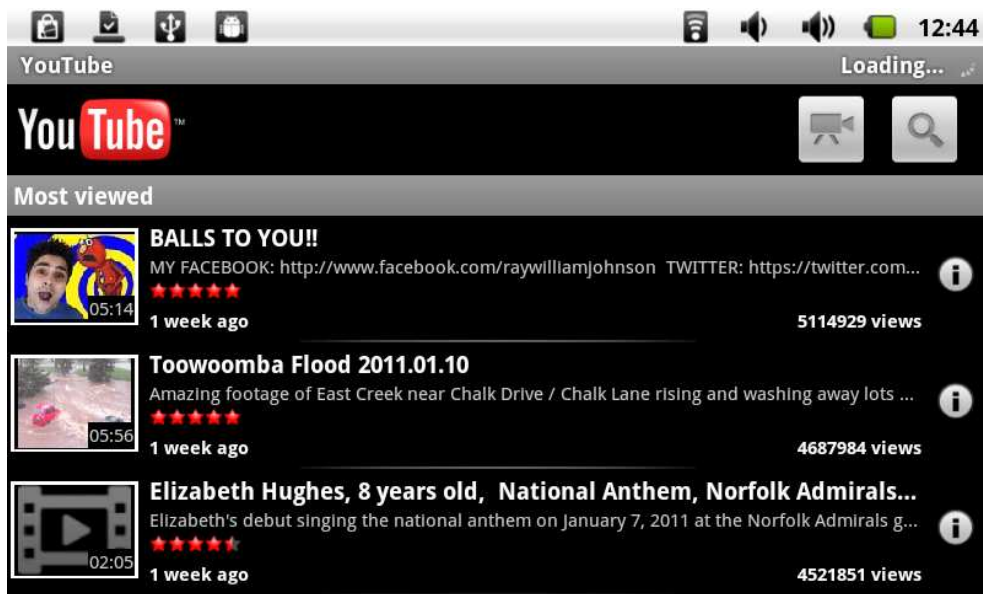 12:44
YouTube
Loading...
YouTube™
Most viewed
BALLS TO YOU!!
MY FACEBOOK: http://www.facebook.com/raywilliamjohnson TWITTER: https://twitter.com...
05:14
1 week ago
5114929 views
Toowoomba Flood 2011.01.10
Amazing footage of East Creek near Chalk Drive / Chalk Lane rising and washing away lots ...
05:56
1 week ago
4687984 views
Elizabeth Hughes, 8 years old, National Anthem, Norfolk Admirals...
Elizabeth's debut singing the national anthem on January 7, 2011 at the Norfolk Admirals g...
02:05
1 week ago
4521851 views